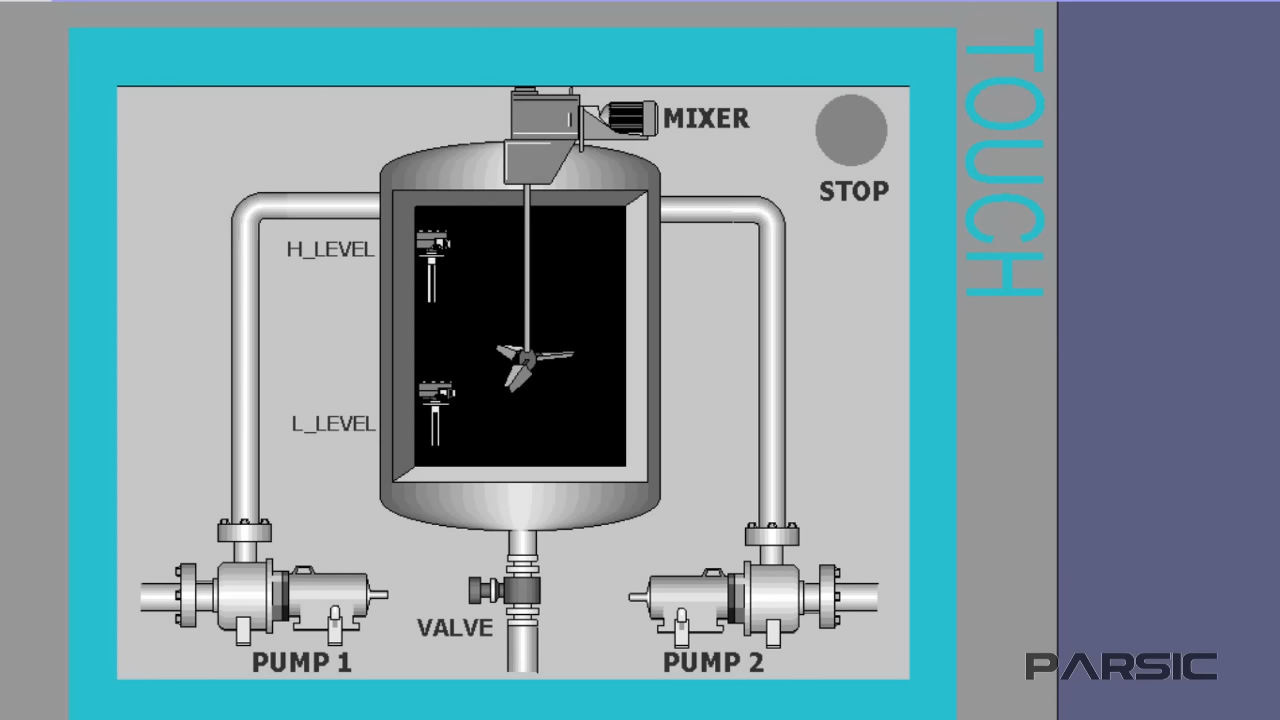 MIXER
STOP
TOUCH
H_LEVEL
L_LEVEL
VALVE
PUMP 1
PUMP 2
PARSIC